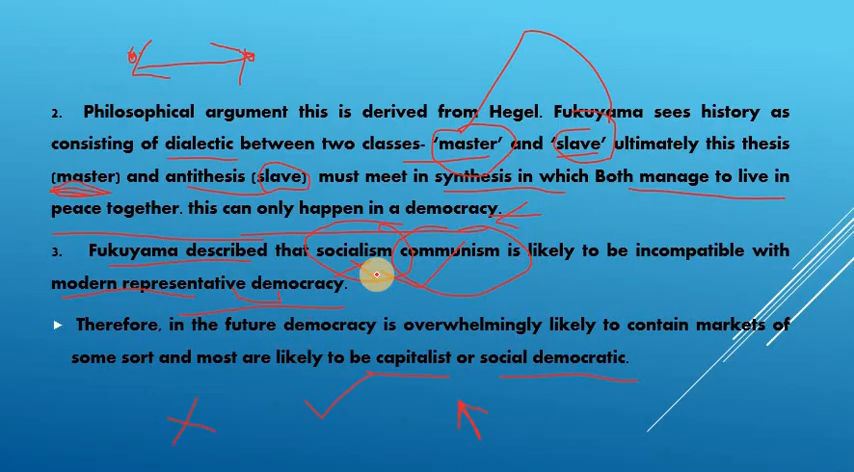 2. Philosophical argument this is derived from Hegel. Fukuyama sees history as
consisting of dialectic between two classes- 'master' and 'slave' ultimately this thesis
(master) and antithesis (slave) must meet in synthesis in which Both manage to live in
peace together. this can only happen in a democracy.
3. Fukuyama described that socialism communism is likely to be incompatible with
modern representative democracy.
Therefore, in the future democracy is overwhelmingly likely to contain markets of
some sort and most are likely to be capitalist or social democratic.